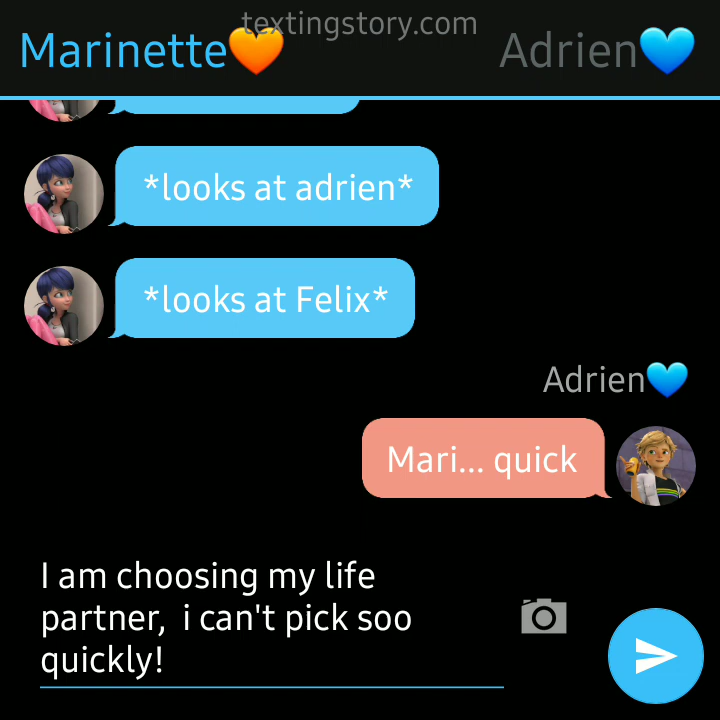 textingstory.com
Marinette🧡 Adrien💙
*looks at adrien*
*looks at Felix*
Adrien💙
Mari... quick
I am choosing my life
partner,  i can't pick soo
quickly!